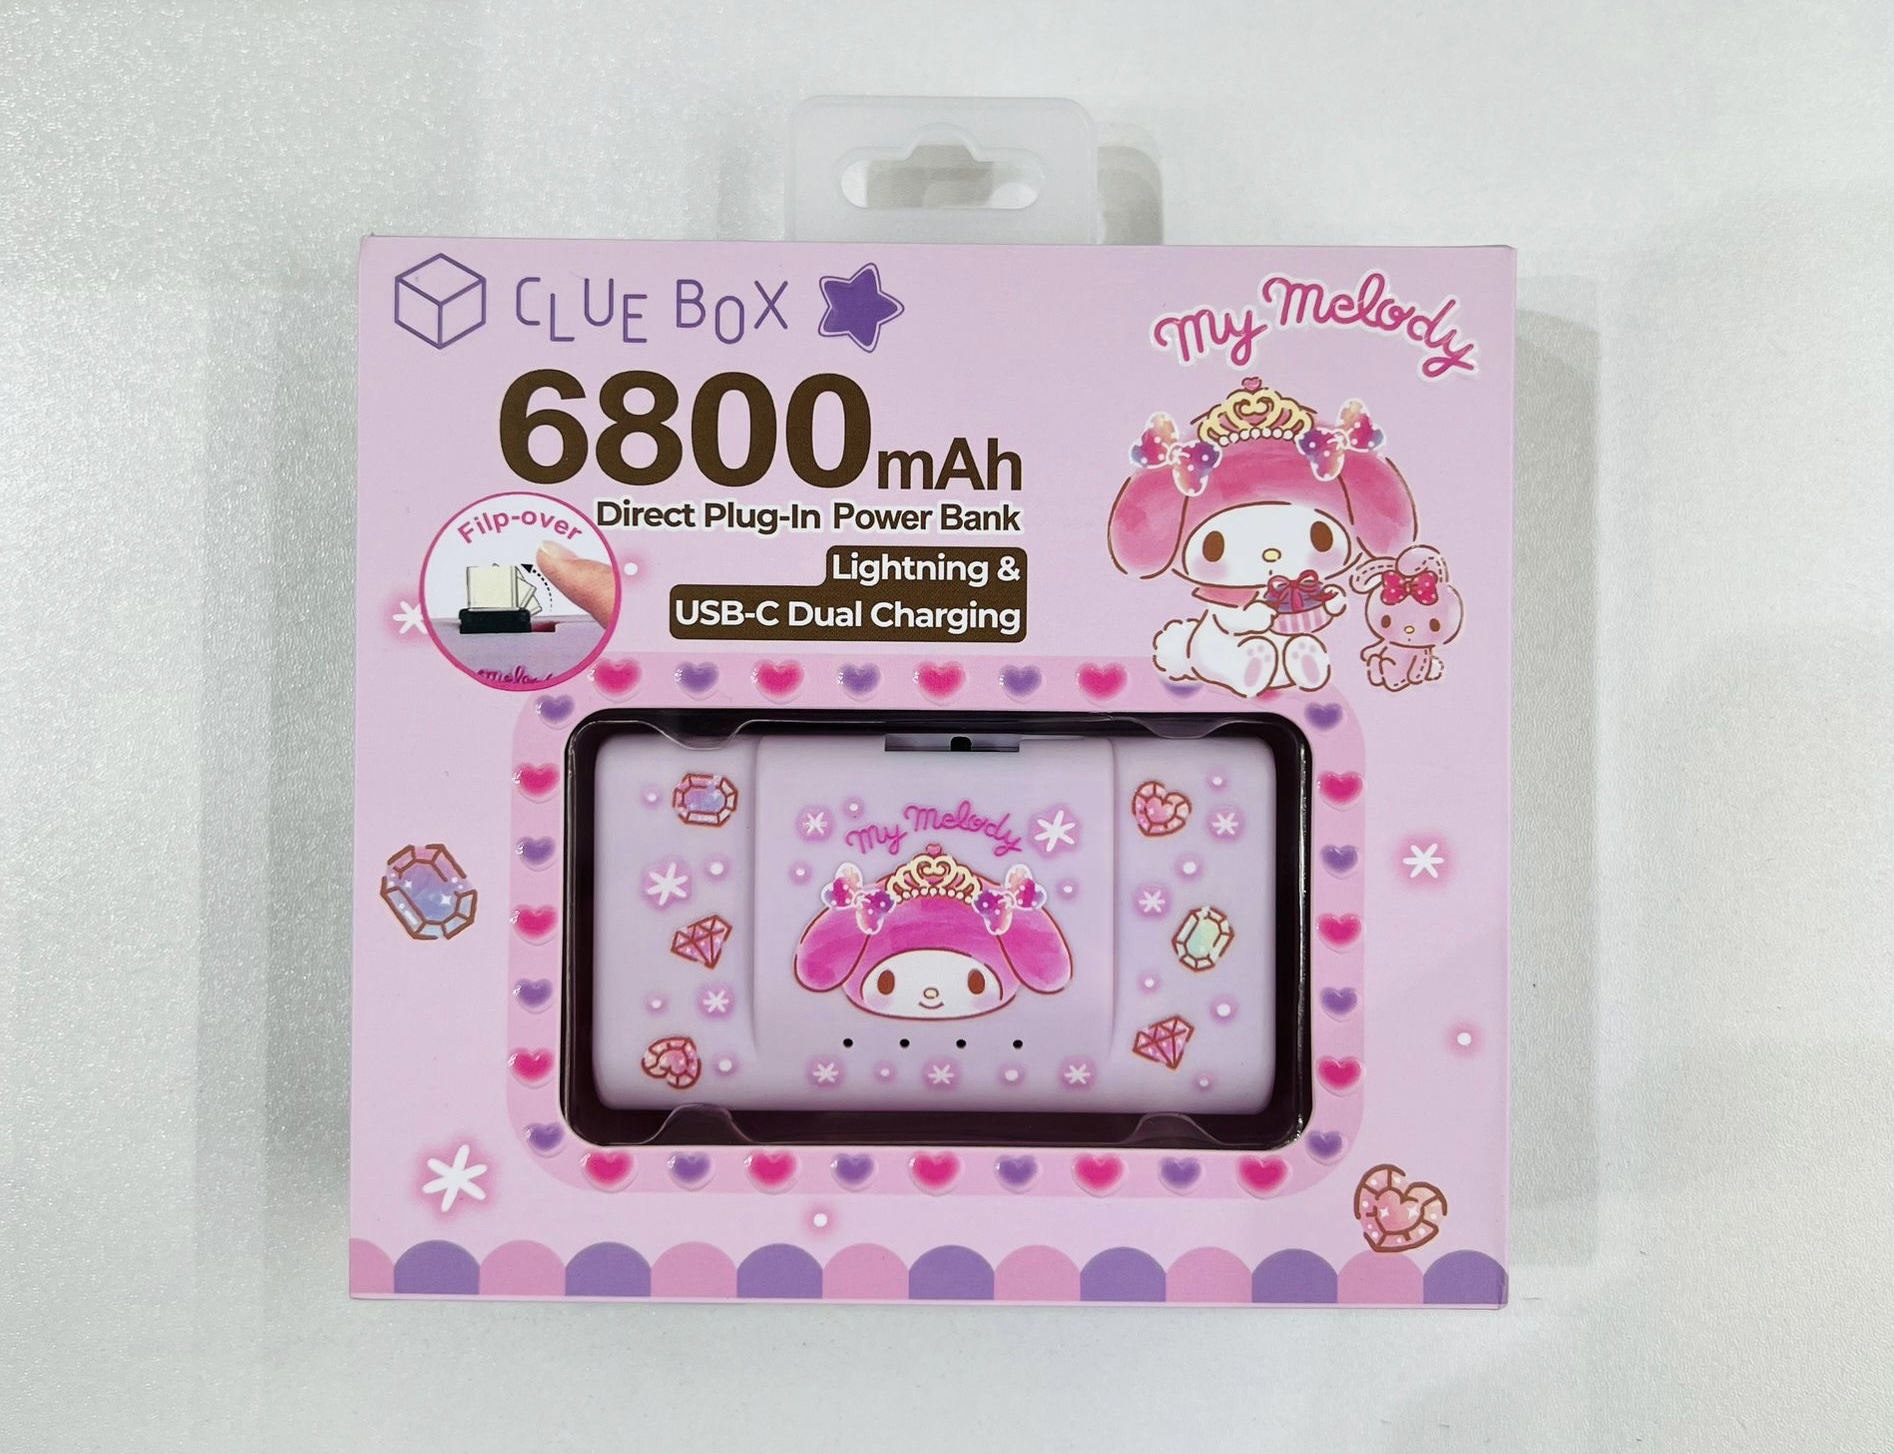 CLUE BOX
My Melody
6800mAh
Direct Plug-In Power Bank
Filp-over
Lightning &
USB-C Dual Charging
My Melody